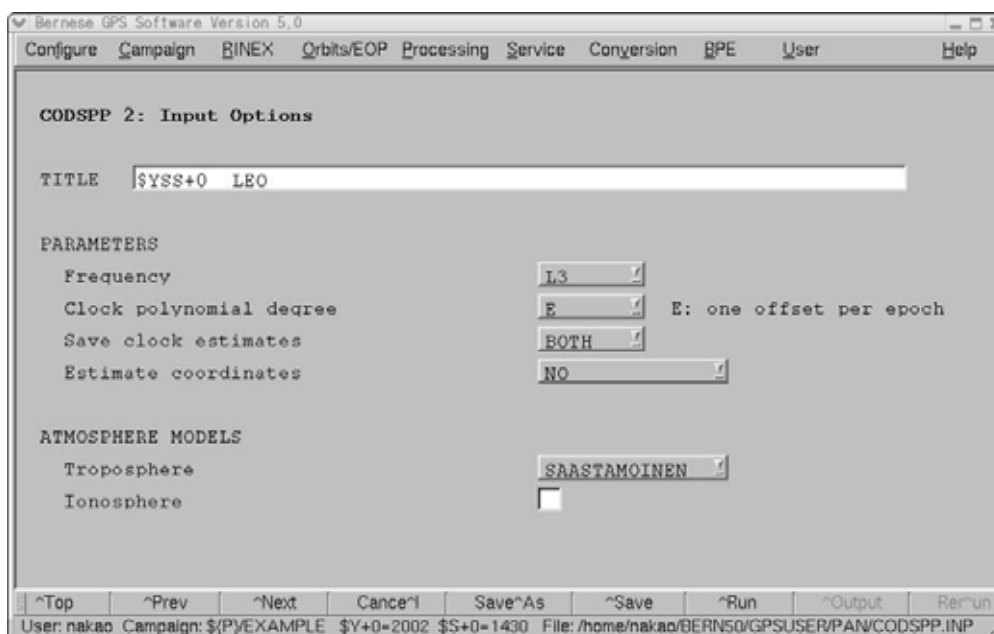 Bernese GPS Software Version 5.0
Configure Campaign RINEX Orbits/EOP Processing Service Conversion BPE User Help
CODSPP 2: Input Options
TITLE $YSS+0 LEO
PARAMETERS
Frequency L3
Clock polynomial degree E E: one offset per epoch
Save clock estimates BOTH
Estimate coordinates NO
ATMOSPHERE MODELS
Troposphere SAASTAMOINEN
Ionosphere
^Top ^Prev ^Next Cance^l Save^As ^Save ^Run ^Output Rer^un
User: nakao Campaign: ${P}/EXAMPLE $Y+0=2002 $S+0=1430 File: /home/nakao/BERN50/GPSUSER/PAN/CODSPP.INP